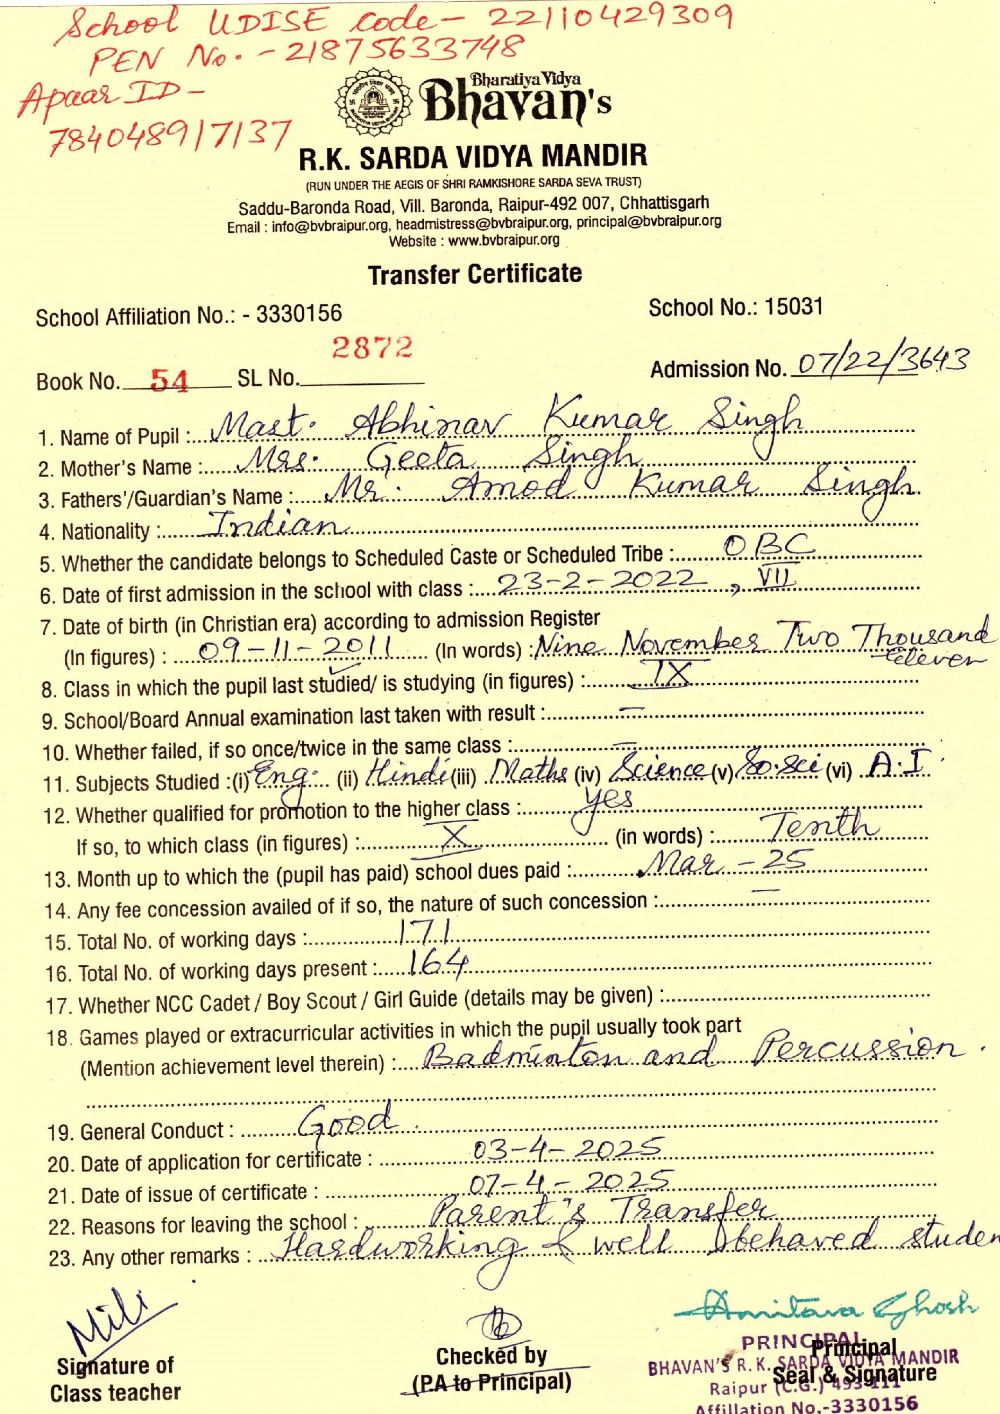 School UDISE code - 22110429309
PEN No. - 21875633748
Apaar ID -
784048917137
Bharatiya Vidya
Bhavan's
R.K. SARDA VIDYA MANDIR
(RUN UNDER THE AEGIS OF SHRI RAMKISHORE SARDA SEVA TRUST)
Saddu-Baronda Road, Vill. Baronda, Raipur-492 007, Chhattisgarh
Email : info@bvbraipur.org, headmistress@bvbraipur.org, principal@bvbraipur.org
Website : www.bvbraipur.org
Transfer Certificate
School Affiliation No.: - 3330156 School No.: 15031
Book No. 54 SL No. 2872 Admission No. 07/22/3643
1. Name of Pupil : Mast. Abhinav Kumar Singh
2. Mother's Name : Mrs. Geeta Singh
3. Fathers'/Guardian's Name : Mr. Amod Kumar Singh
4. Nationality : Indian
5. Whether the candidate belongs to Scheduled Caste or Scheduled Tribe : OBC
6. Date of first admission in the school with class : 23-2-2022, VII
7. Date of birth (in Christian era) according to admission Register
(In figures) : 09-11-2011 (In words) : Nine November Two Thousand Eleven
8. Class in which the pupil last studied/ is studying (in figures) : IX
9. School/Board Annual examination last taken with result : —
10. Whether failed, if so once/twice in the same class : —
11. Subjects Studied :(i) Eng. (ii) Hindi (iii) Maths (iv) Science (v) So.sci (vi) A.I.
12. Whether qualified for promotion to the higher class : yes
If so, to which class (in figures) : X (in words) : Tenth
13. Month up to which the (pupil has paid) school dues paid : Mar - 25
14. Any fee concession availed of if so, the nature of such concession : —
15. Total No. of working days : 171
16. Total No. of working days present : 164
17. Whether NCC Cadet / Boy Scout / Girl Guide (details may be given) :
18. Games played or extracurricular activities in which the pupil usually took part
(Mention achievement level therein) : Badminton and Percussion.
19. General Conduct : Good.
20. Date of application for certificate : 03-4-2025
21. Date of issue of certificate : 07-4-2025
22. Reasons for leaving the school : Parent's Transfer
23. Any other remarks : Hardworking & well behaved studen
Mili
Amitava Ghosh
Signature of
Class teacher
Checked by
(P.A to Principal)
PRINCIPAL
BHAVAN'S R. K. SARDA VIDYA MANDIR
Raipur (C.G.) 493-111
Affiliation No.-3330156
Principal
Seal & Signature